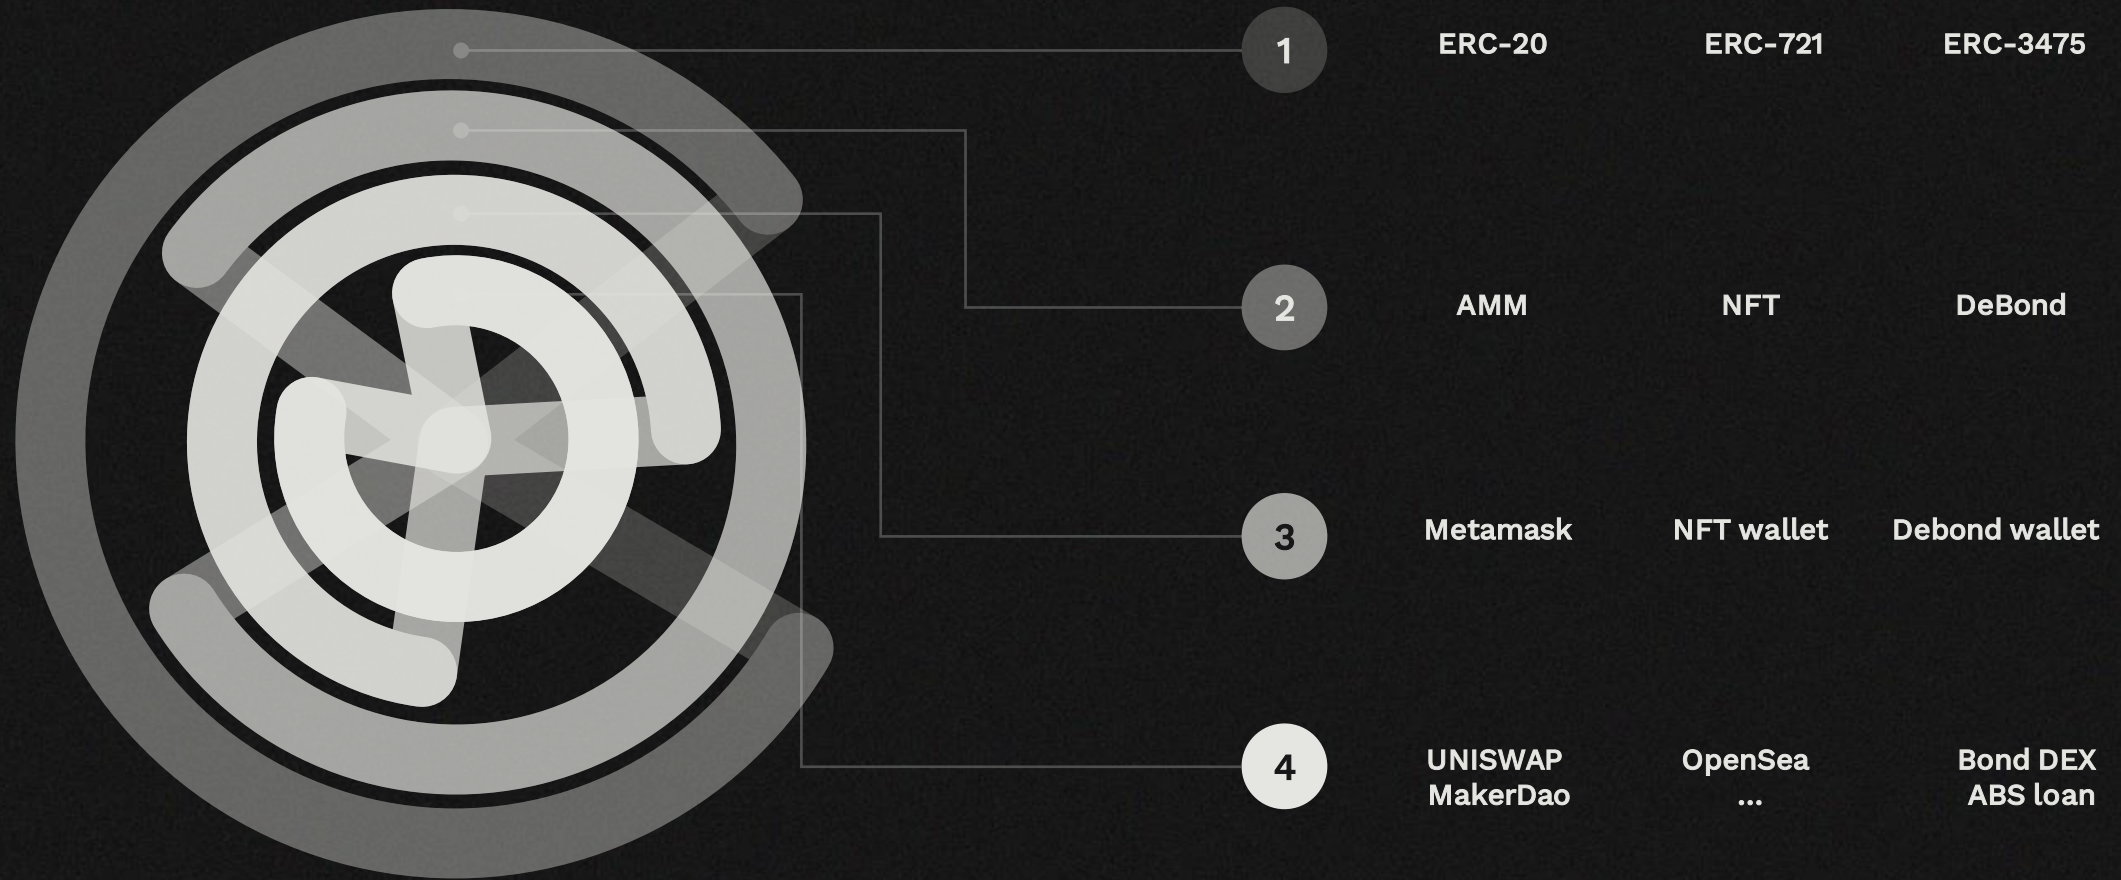 1 ERC-20 ERC-721 ERC-3475
2 AMM NFT DeBond
3 Metamask NFT wallet Debond wallet
4 UNISWAP OpenSea Bond DEX
MakerDao ... ABS loan